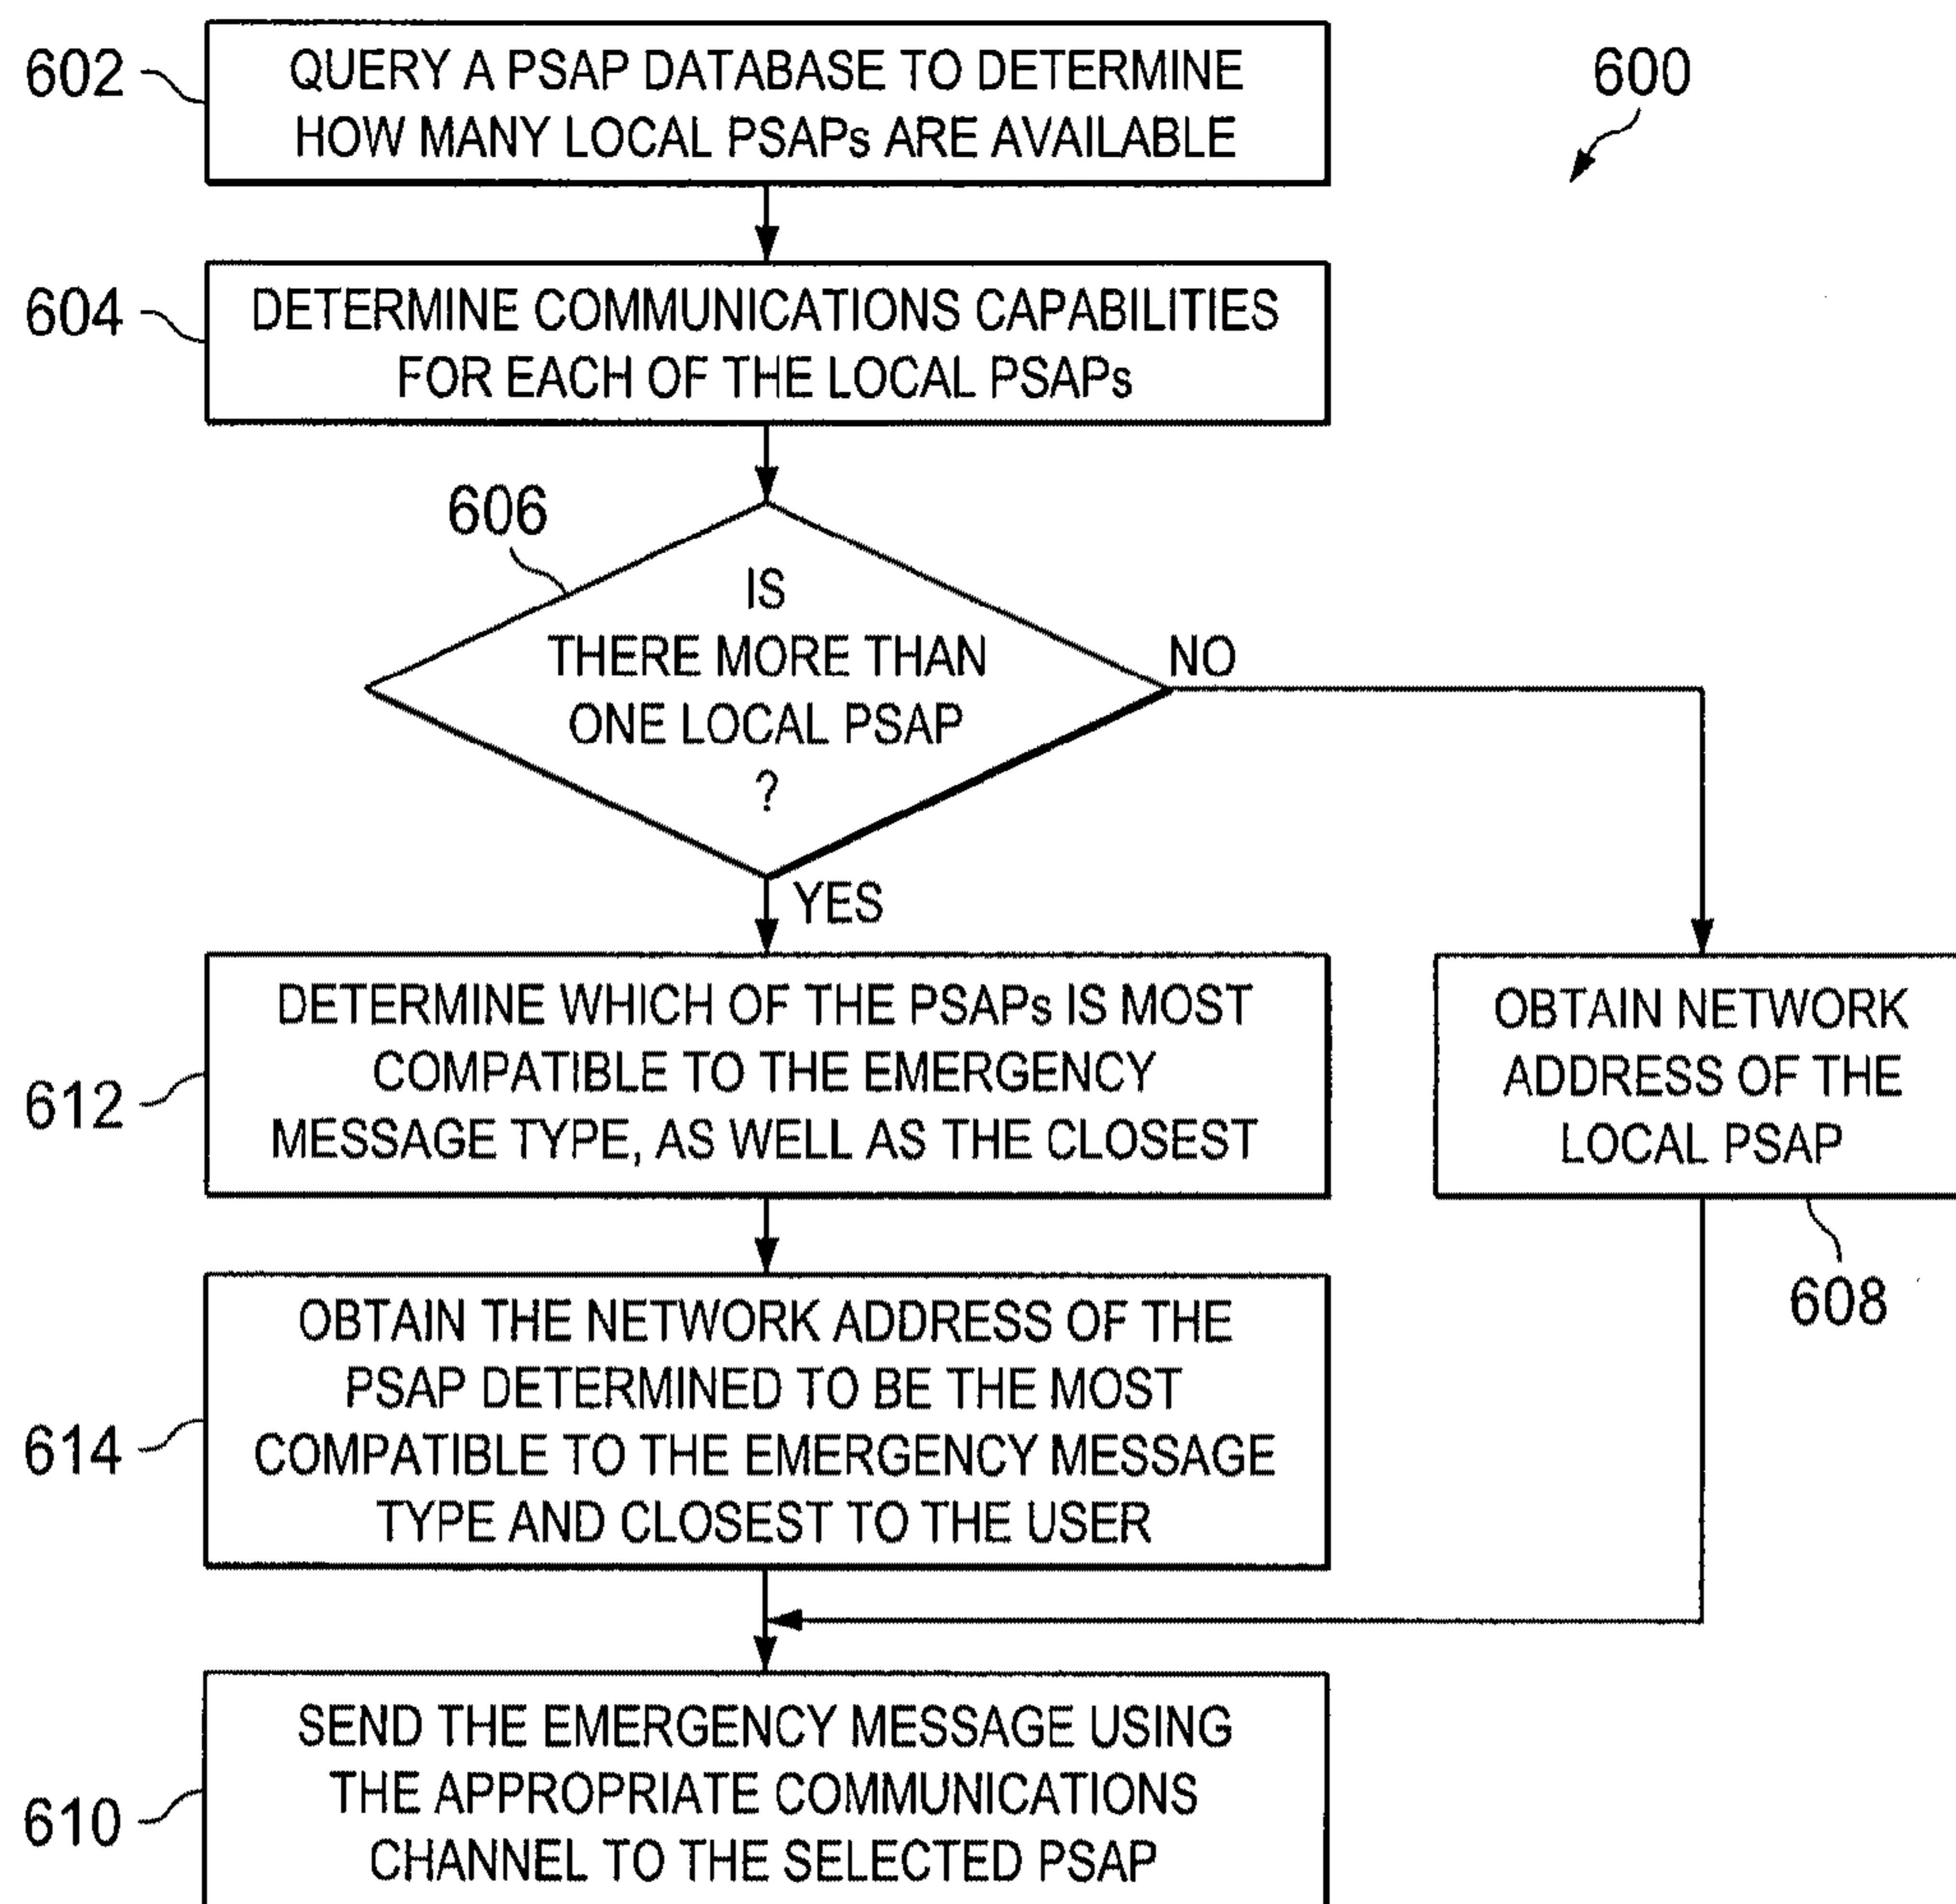 602
QUERY A PSAP DATABASE TO DETERMINE
HOW MANY LOCAL PSAPs ARE AVAILABLE
600
604
DETERMINE COMMUNICATIONS CAPABILITIES
FOR EACH OF THE LOCAL PSAPs
606
IS
THERE MORE THAN
ONE LOCAL PSAP
?
NO
YES
612
DETERMINE WHICH OF THE PSAPs IS MOST
COMPATIBLE TO THE EMERGENCY
MESSAGE TYPE, AS WELL AS THE CLOSEST
OBTAIN NETWORK
ADDRESS OF THE
LOCAL PSAP
608
614
OBTAIN THE NETWORK ADDRESS OF THE
PSAP DETERMINED TO BE THE MOST
COMPATIBLE TO THE EMERGENCY MESSAGE
TYPE AND CLOSEST TO THE USER
610
SEND THE EMERGENCY MESSAGE USING
THE APPROPRIATE COMMUNICATIONS
CHANNEL TO THE SELECTED PSAP